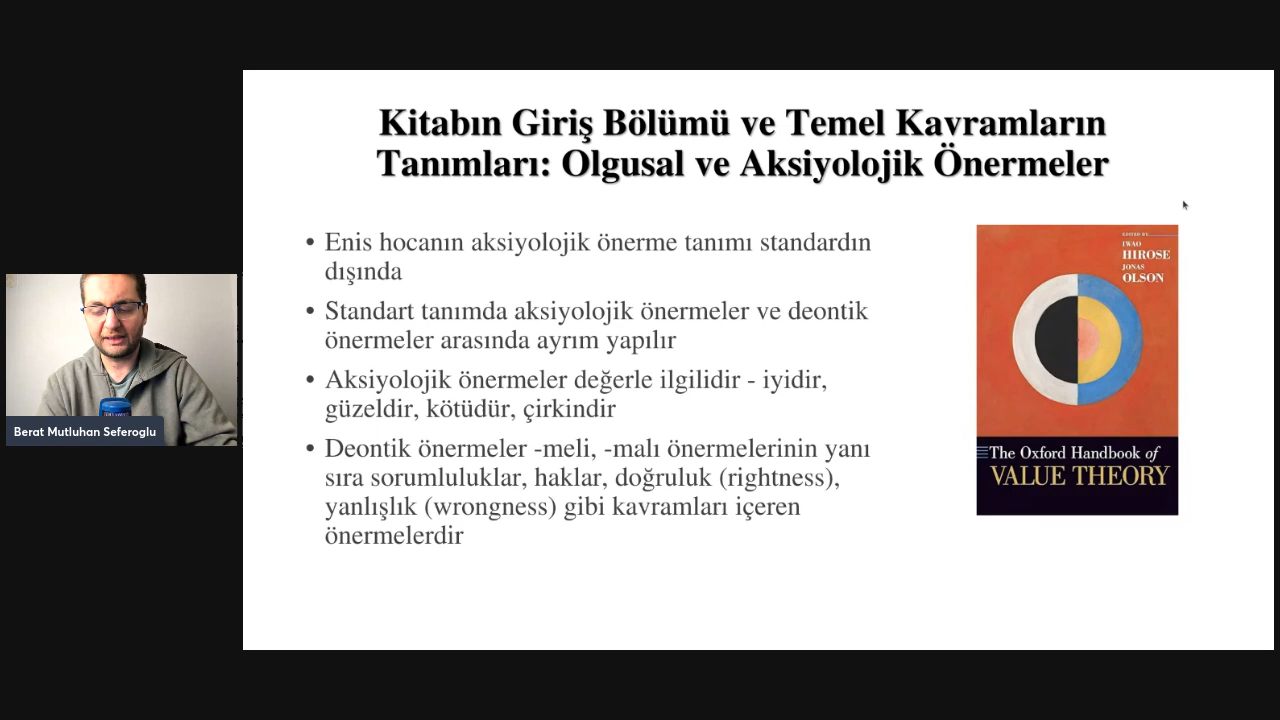 Kitabın Giriş Bölümü ve Temel Kavramların
Tanımları: Olgusal ve Aksiyolojik Önermeler
• Enis hocanın aksiyolojik önerme tanımı standardın
dışında
• Standart tanımda aksiyolojik önermeler ve deontik
önermeler arasında ayrım yapılır
• Aksiyolojik önermeler değerle ilgilidir - iyidir,
güzeldir, kötüdür, çirkindir
• Deontik önermeler -meli, -malı önermelerinin yanı
sıra sorumluluklar, haklar, doğruluk (rightness),
yanlışlık (wrongness) gibi kavramları içeren
önermelerdir
EDITED BY
IWAO
HIROSE
JONAS
OLSON
The Oxford Handbook of
VALUE THEORY
Berat Mutluhan Seferoglu